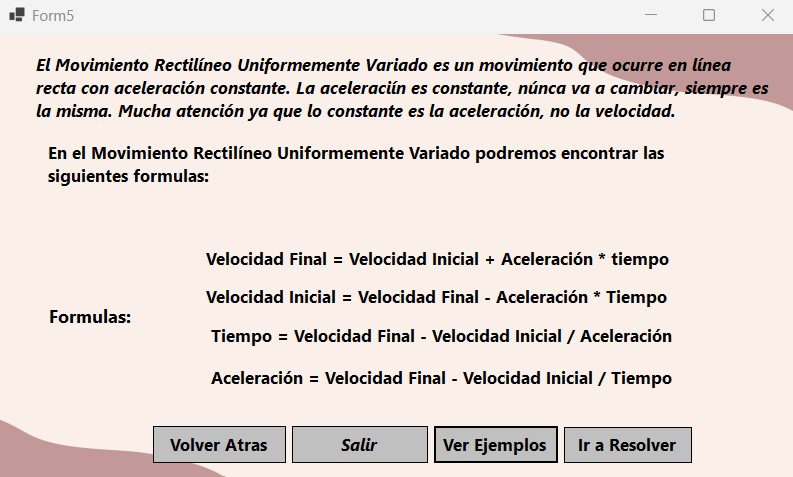 Form5
El Movimiento Rectilíneo Uniformemente Variado es un movimiento que ocurre en línea
recta con aceleración constante. La aceleraciín es constante, núnca va a cambiar, siempre es
la misma. Mucha atención ya que lo constante es la aceleración, no la velocidad.
En el Movimiento Rectilíneo Uniformemente Variado podremos encontrar las
siguientes formulas:
Velocidad Final = Velocidad Inicial + Aceleración * tiempo
Velocidad Inicial = Velocidad Final - Aceleración * Tiempo
Formulas:
Tiempo = Velocidad Final - Velocidad Inicial / Aceleración
Aceleración = Velocidad Final - Velocidad Inicial / Tiempo
Volver Atras
Salir
Ver Ejemplos
Ir a Resolver